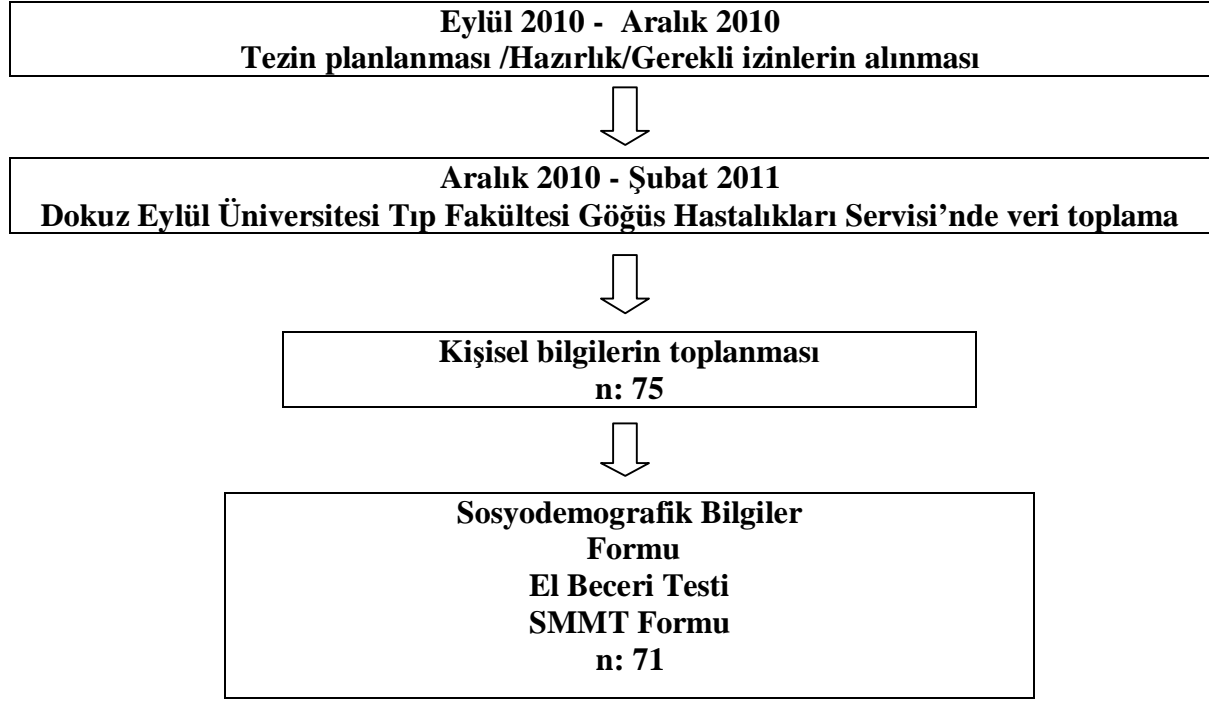 Eylül 2010 - Aralık 2010
Tezin planlanması /Hazırlık/Gerekli izinlerin alınması
Aralık 2010 - Şubat 2011
Dokuz Eylül Üniversitesi Tıp Fakültesi Göğüs Hastalıkları Servisi’nde veri toplama
Kişisel bilgilerin toplanması
n: 75
Sosyodemografik Bilgiler
Formu
El Beceri Testi
SMMT Formu
n: 71